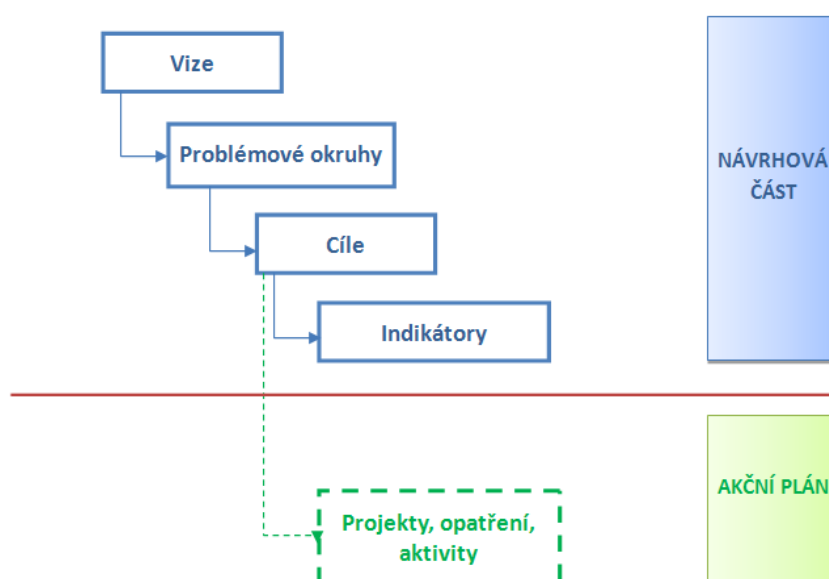 Vize
Problémové okruhy
NÁVRHOVÁ
ČÁST
Cíle
Indikátory
AKČNÍ PLÁN
Projekty, opatření,
aktivity